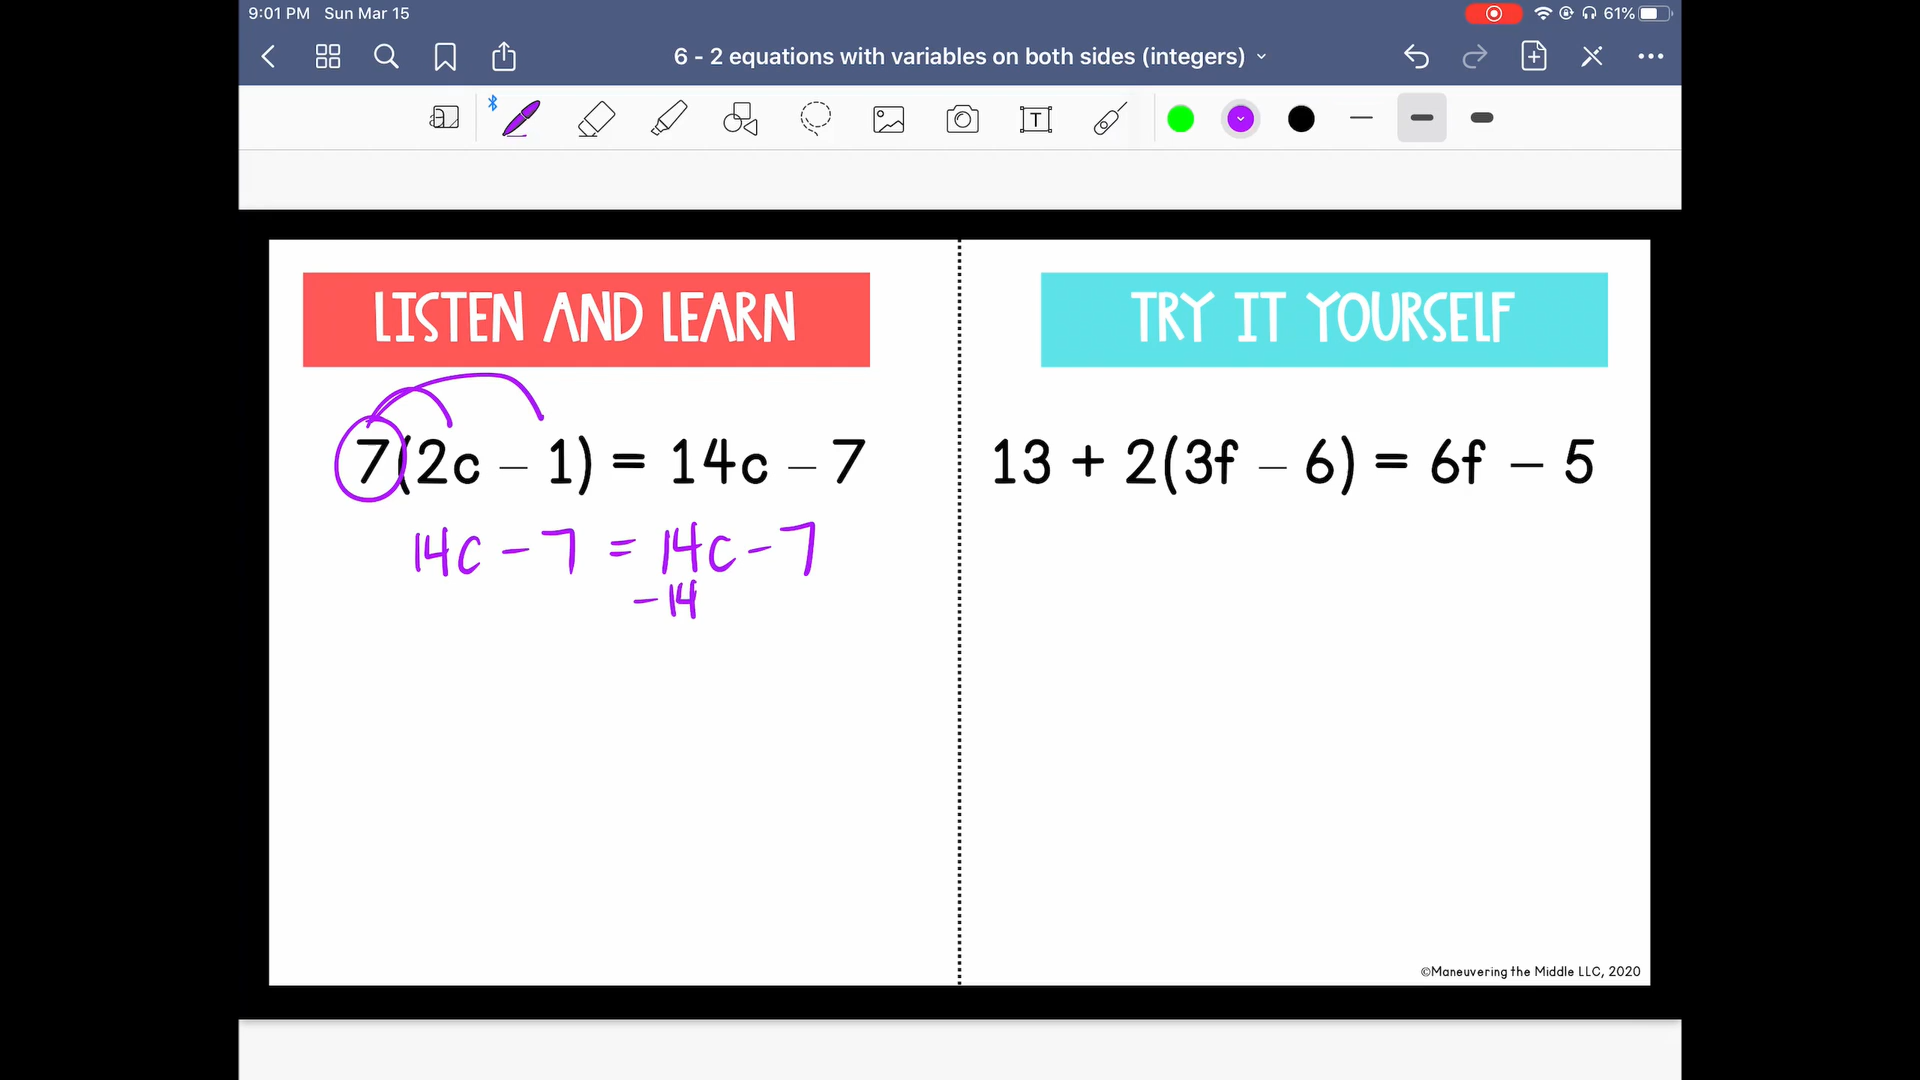 9:01 PM Sun Mar 15
61%
6 - 2 equations with variables on both sides (integers)
T
LISTEN AND LEARN
7(2c – 1) = 14c – 7
14c - 7 = 14c - 7
- 14
TRY IT YOURSELF
13 + 2(3f – 6) = 6f – 5
©Maneuvering the Middle LLC, 2020